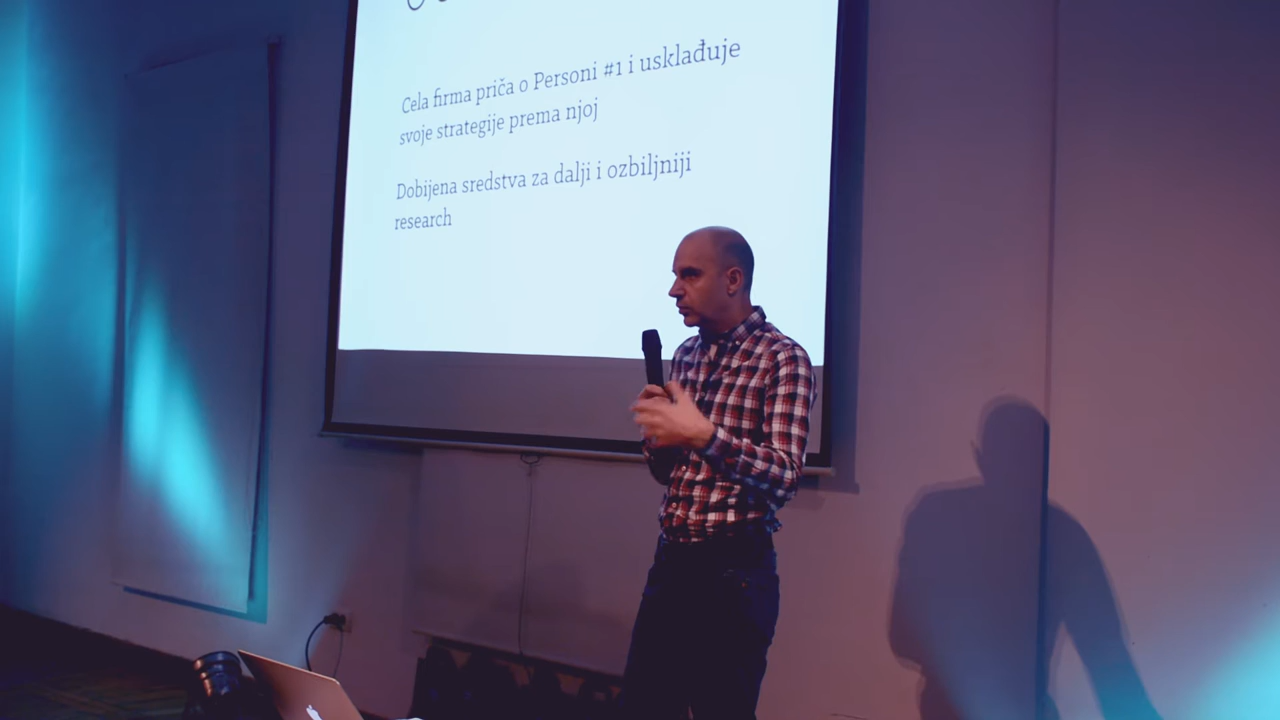 Cela firma priča o Personi #1 i usklađuje
svoje strategije prema njoj
Dobijena sredstva za dalji i ozbiljniji
research